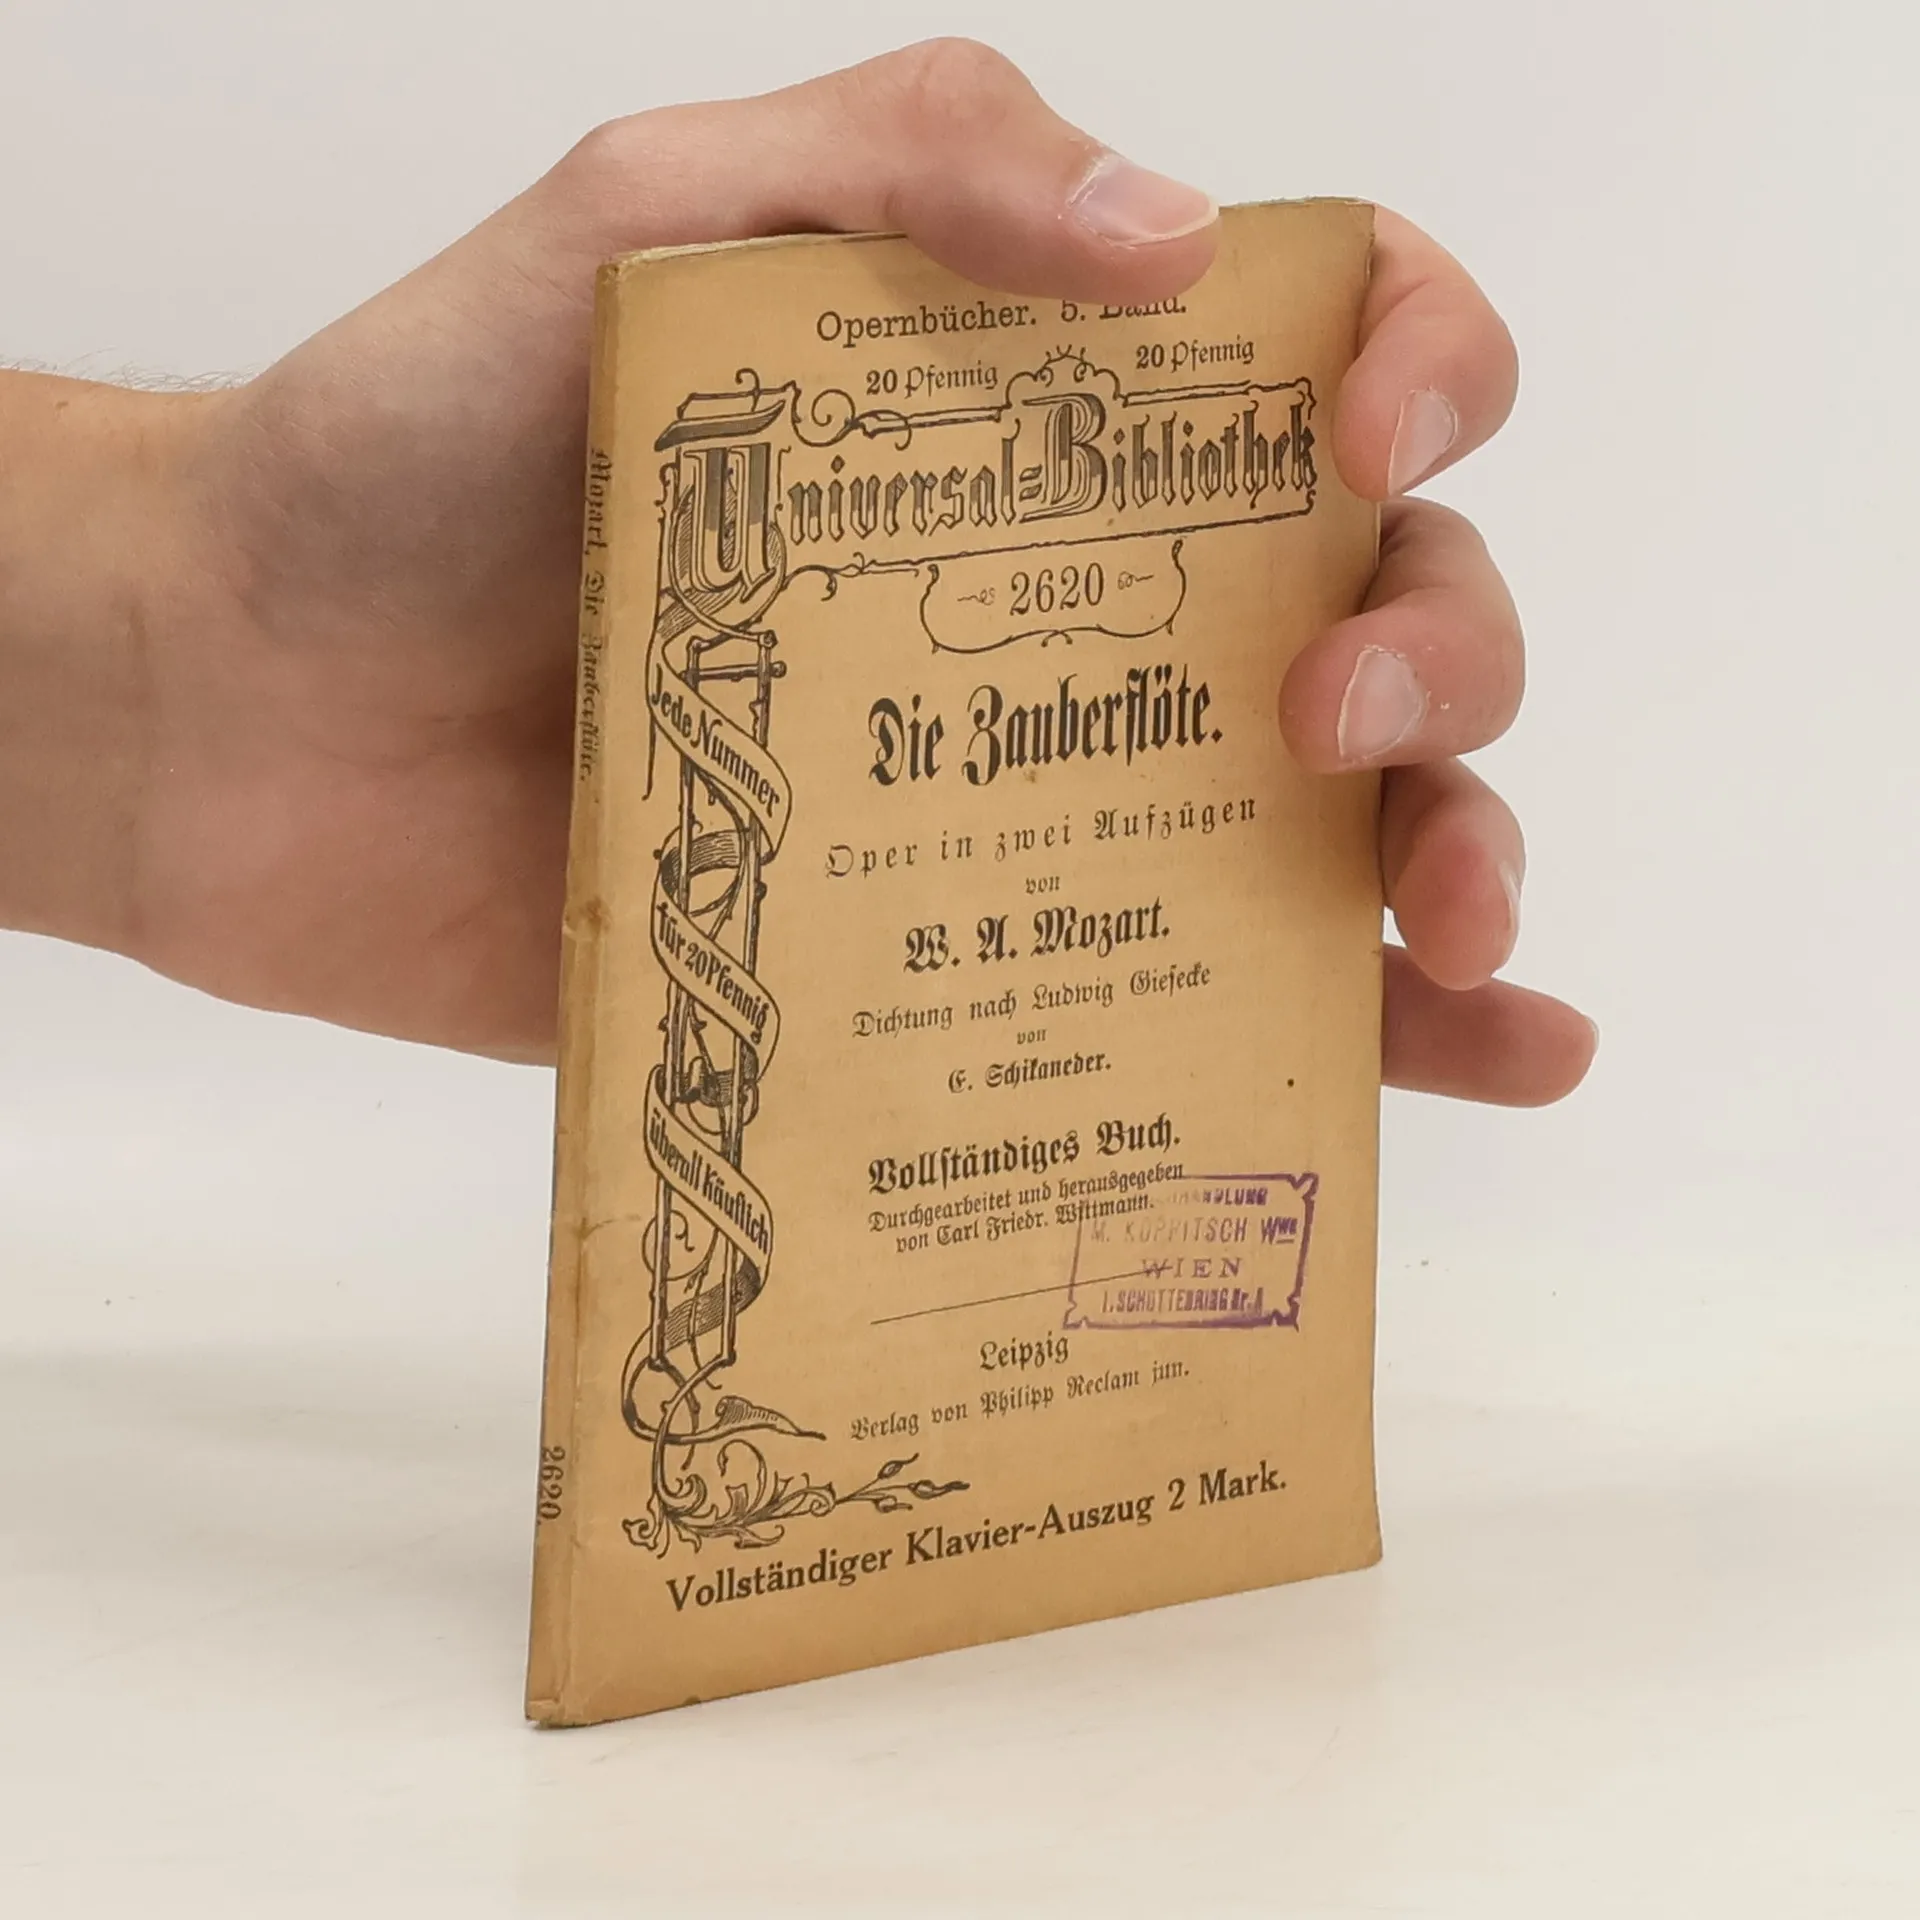 Opernbücher. 5. Band.
20 Pfennig 20 Pfennig
Universal=Bibliothek
2620
Die Zauberflöte.
Oper in zwei Aufzügen
von
W. A. Mozart.
Dichtung nach Ludwig Giesecke
von
E. Schikaneder.
Vollständiges Buch.
Durchgearbeitet und herausgegeben
von Carl Friedr. Wittmann.
Leipzig
Verlag von Philipp Reclam jun.
Vollständiger Klavier-Auszug 2 Mark.
Jede Nummer
für 20 Pfennig
überall käuflich
M. KOPPITSCH Wwe
WIEN
I. SCHOTTENRING Nr.
Mozart, Die Zauberflöte.
2620.